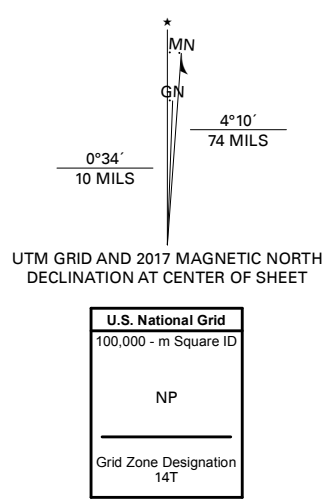 ★
MN
GN
4°10´
74 MILS
0°34´
10 MILS
UTM GRID AND 2017 MAGNETIC NORTH
DECLINATION AT CENTER OF SHEET
U.S. National Grid
100,000 - m Square ID
NP
Grid Zone Designation
14T